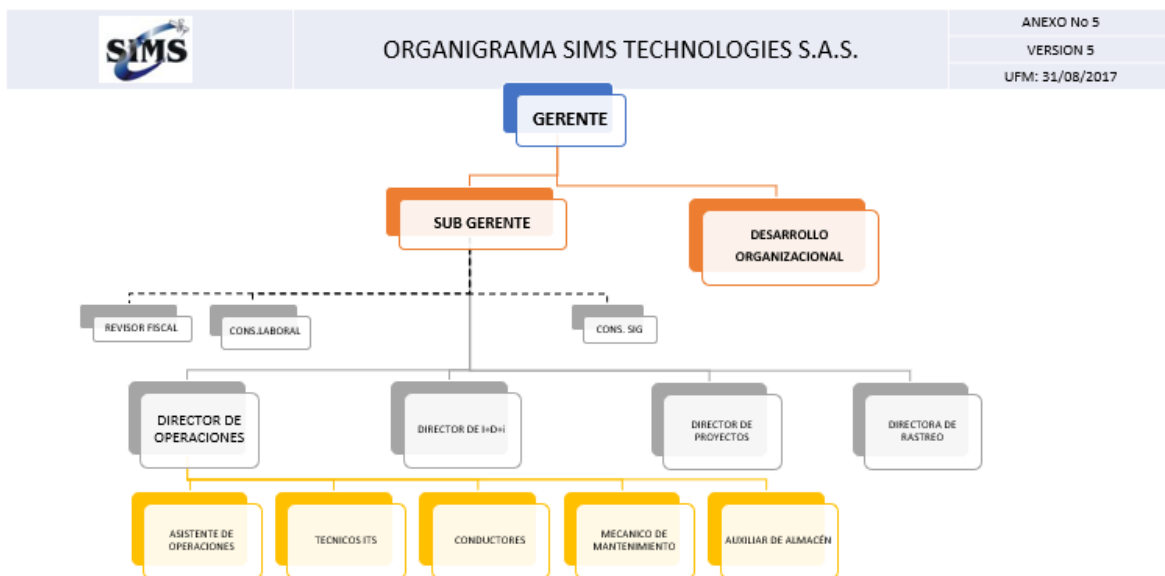 SIMS
ORGANIGRAMA SIMS TECHNOLOGIES S.A.S.
ANEXO No 5
VERSION 5
UFM: 31/08/2017
GERENTE
SUB GERENTE
DESARROLLO
ORGANIZACIONAL
REVISOR FISCAL
CONS.LABORAL
CONS. SIG
DIRECTOR DE
OPERACIONES
DIRECTOR DE I+D+i
DIRECTOR DE
PROYECTOS
DIRECTORA DE
RASTREO
ASISTENTE DE
OPERACIONES
TECNICOS ITS
CONDUCTORES
MECANICO DE
MANTENIMIENTO
AUXILIAR DE ALMACÉN